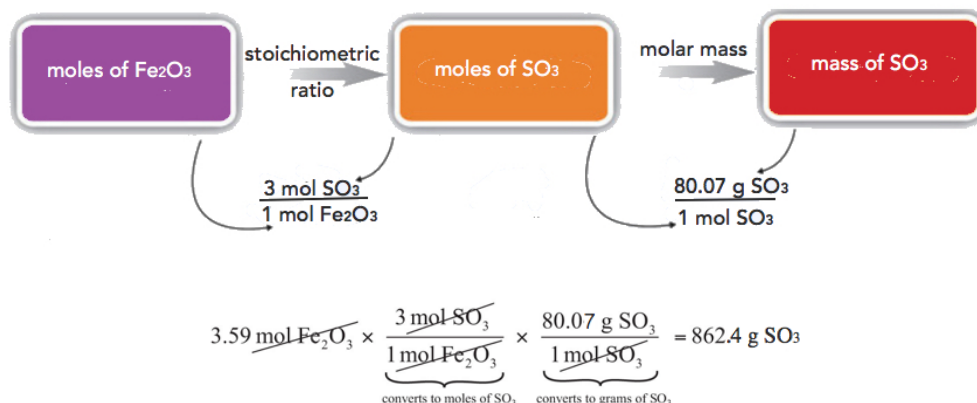 moles of Fe₂O₃
stoichiometric
ratio
moles of SO₃
molar mass
mass of SO₃
3 mol SO₃
1 mol Fe₂O₃
80.07 g SO₃
1 mol SO₃
3.59 mol Fe₂O₃ × 3 mol SO₃ / 1 mol Fe₂O₃ × 80.07 g SO₃ / 1 mol SO₃ = 862.4 g SO₃
converts to moles of SO₃ converts to grams of SO₃